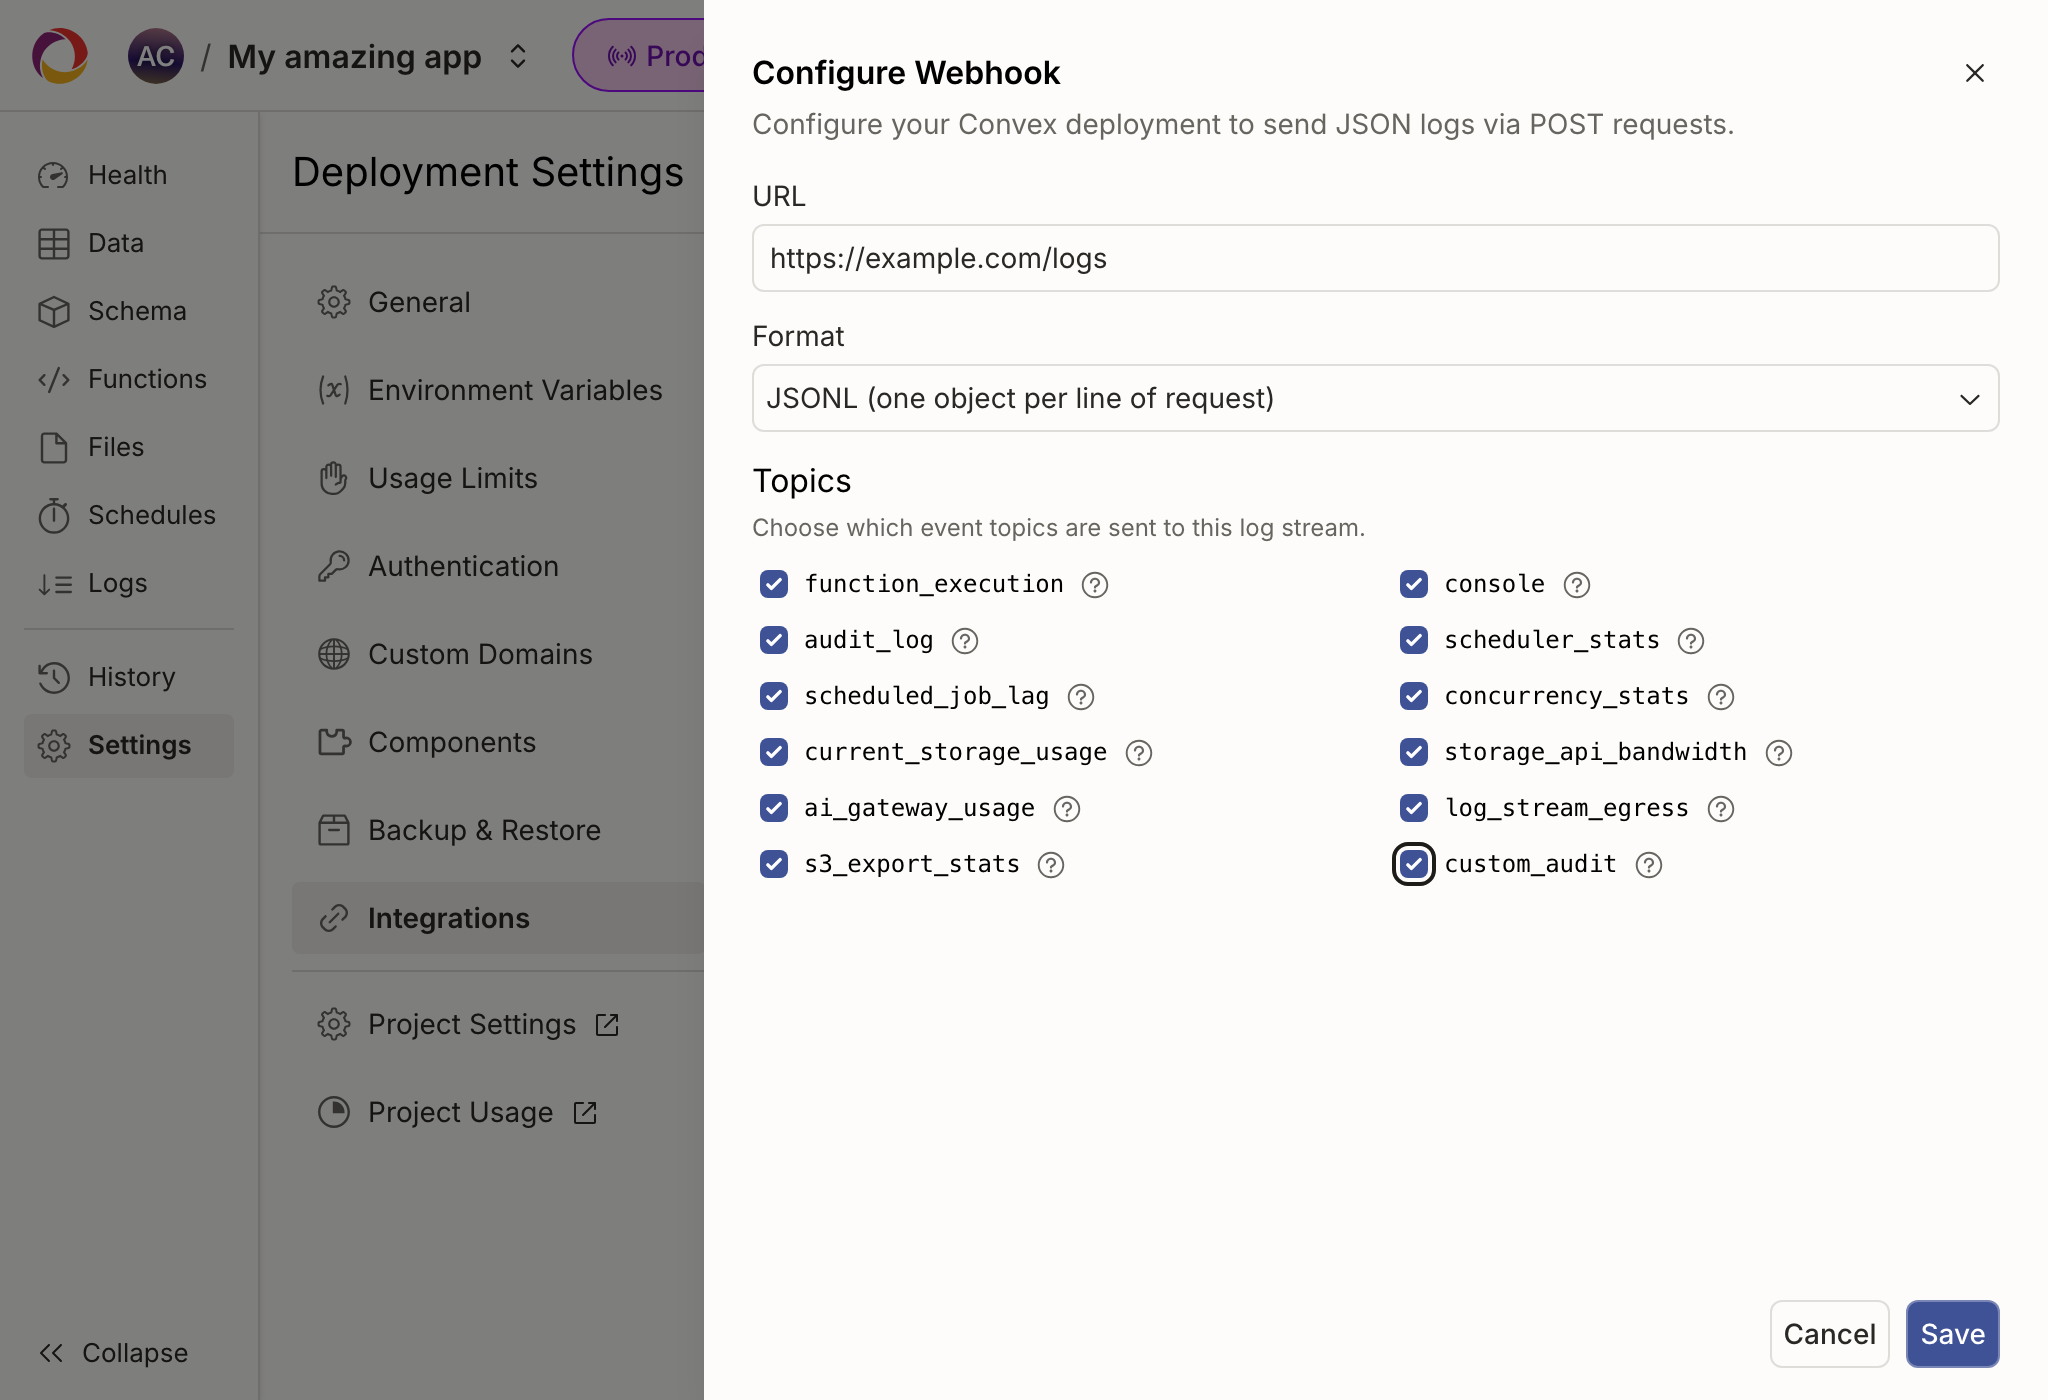 AC / My amazing app
Health
Data
Schema
Functions
Files
Schedules
Logs
History
Settings
Collapse
Deployment Settings
General
Environment Variables
Usage Limits
Authentication
Custom Domains
Components
Backup & Restore
Integrations
Project Settings
Project Usage
Configure Webhook
Configure your Convex deployment to send JSON logs via POST requests.
URL
https://example.com/logs
Format
JSONL (one object per line of request)
Topics
Choose which event topics are sent to this log stream.
function_execution
console
audit_log
scheduler_stats
scheduled_job_lag
concurrency_stats
current_storage_usage
storage_api_bandwidth
ai_gateway_usage
log_stream_egress
s3_export_stats
custom_audit
Cancel
Save